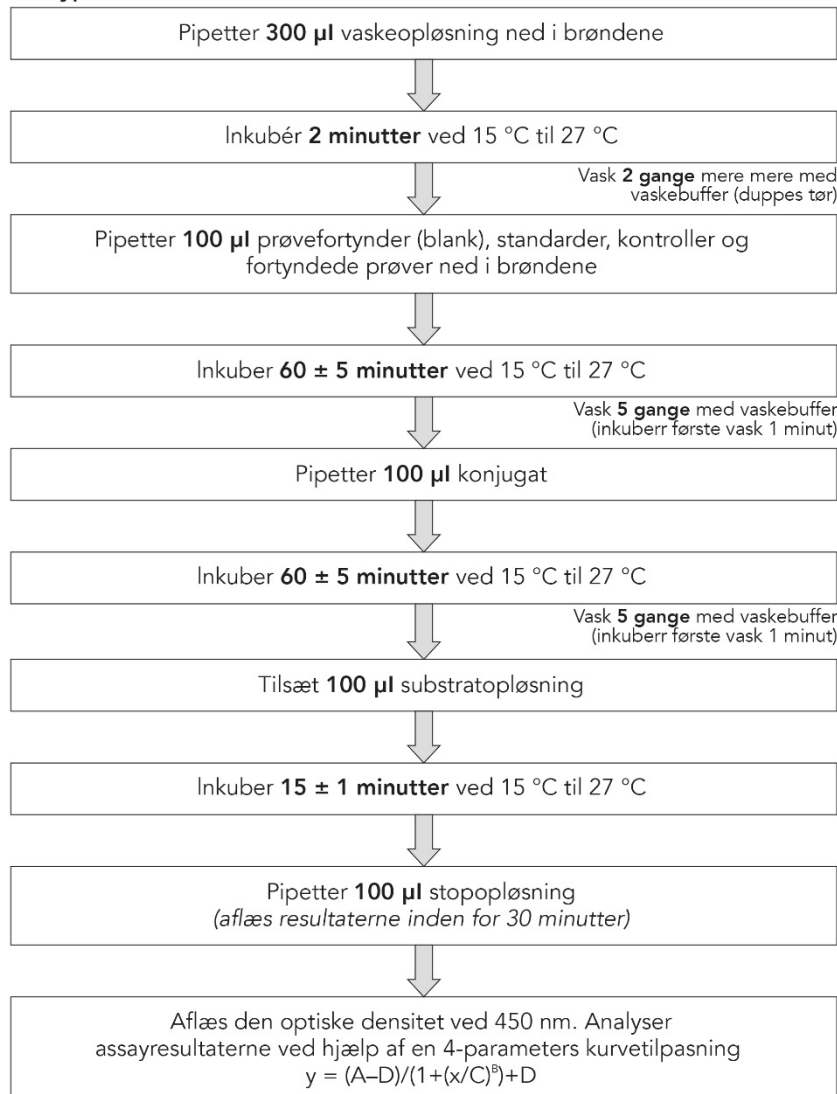 Pipetter 300 µl vaskeopløsning ned i brøndene
Inkubér 2 minutter ved 15 °C til 27 °C
Vask 2 gange mere mere med
vaskebuffer (duppes tør)
Pipetter 100 µl prøvefortynder (blank), standarder, kontroller og
fortyndede prøver ned i brøndene
Inkuber 60 ± 5 minutter ved 15 °C til 27 °C
Vask 5 gange med vaskebuffer
(inkuberr første vask 1 minut)
Pipetter 100 µl konjugat
Inkuber 60 ± 5 minutter ved 15 °C til 27 °C
Vask 5 gange med vaskebuffer
(inkuberr første vask 1 minut)
Tilsæt 100 µl substratopløsning
Inkuber 15 ± 1 minutter ved 15 °C til 27 °C
Pipetter 100 µl stopopløsning
(aflæs resultaterne inden for 30 minutter)
Aflæs den optiske densitet ved 450 nm. Analyser
assayresultaterne ved hjælp af en 4-parameters kurvetilpasning
y = (A–D)/(1+(x/C)ᴮ)+D